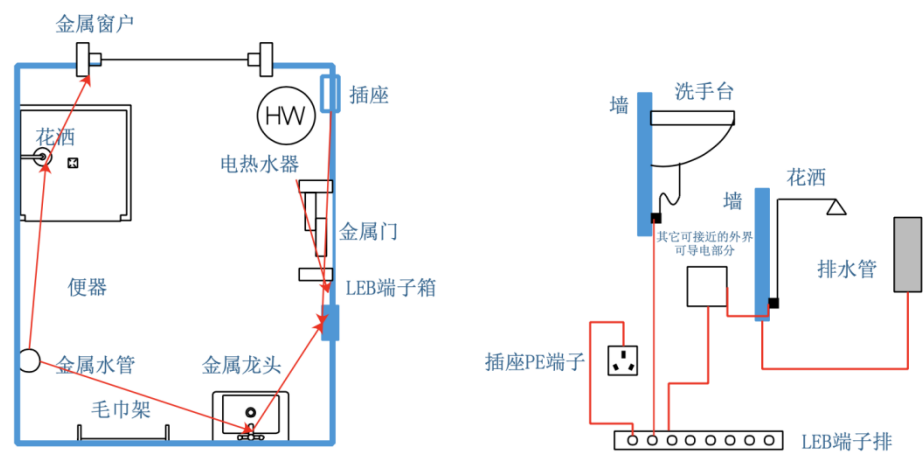 金属窗户
插座
花洒
HW
电热水器
金属门
便器
LEB端子箱
金属水管
金属龙头
毛巾架
墙
洗手台
墙
花洒
其它可接近的外界
可导电部分
排水管
插座PE端子
LEB端子排